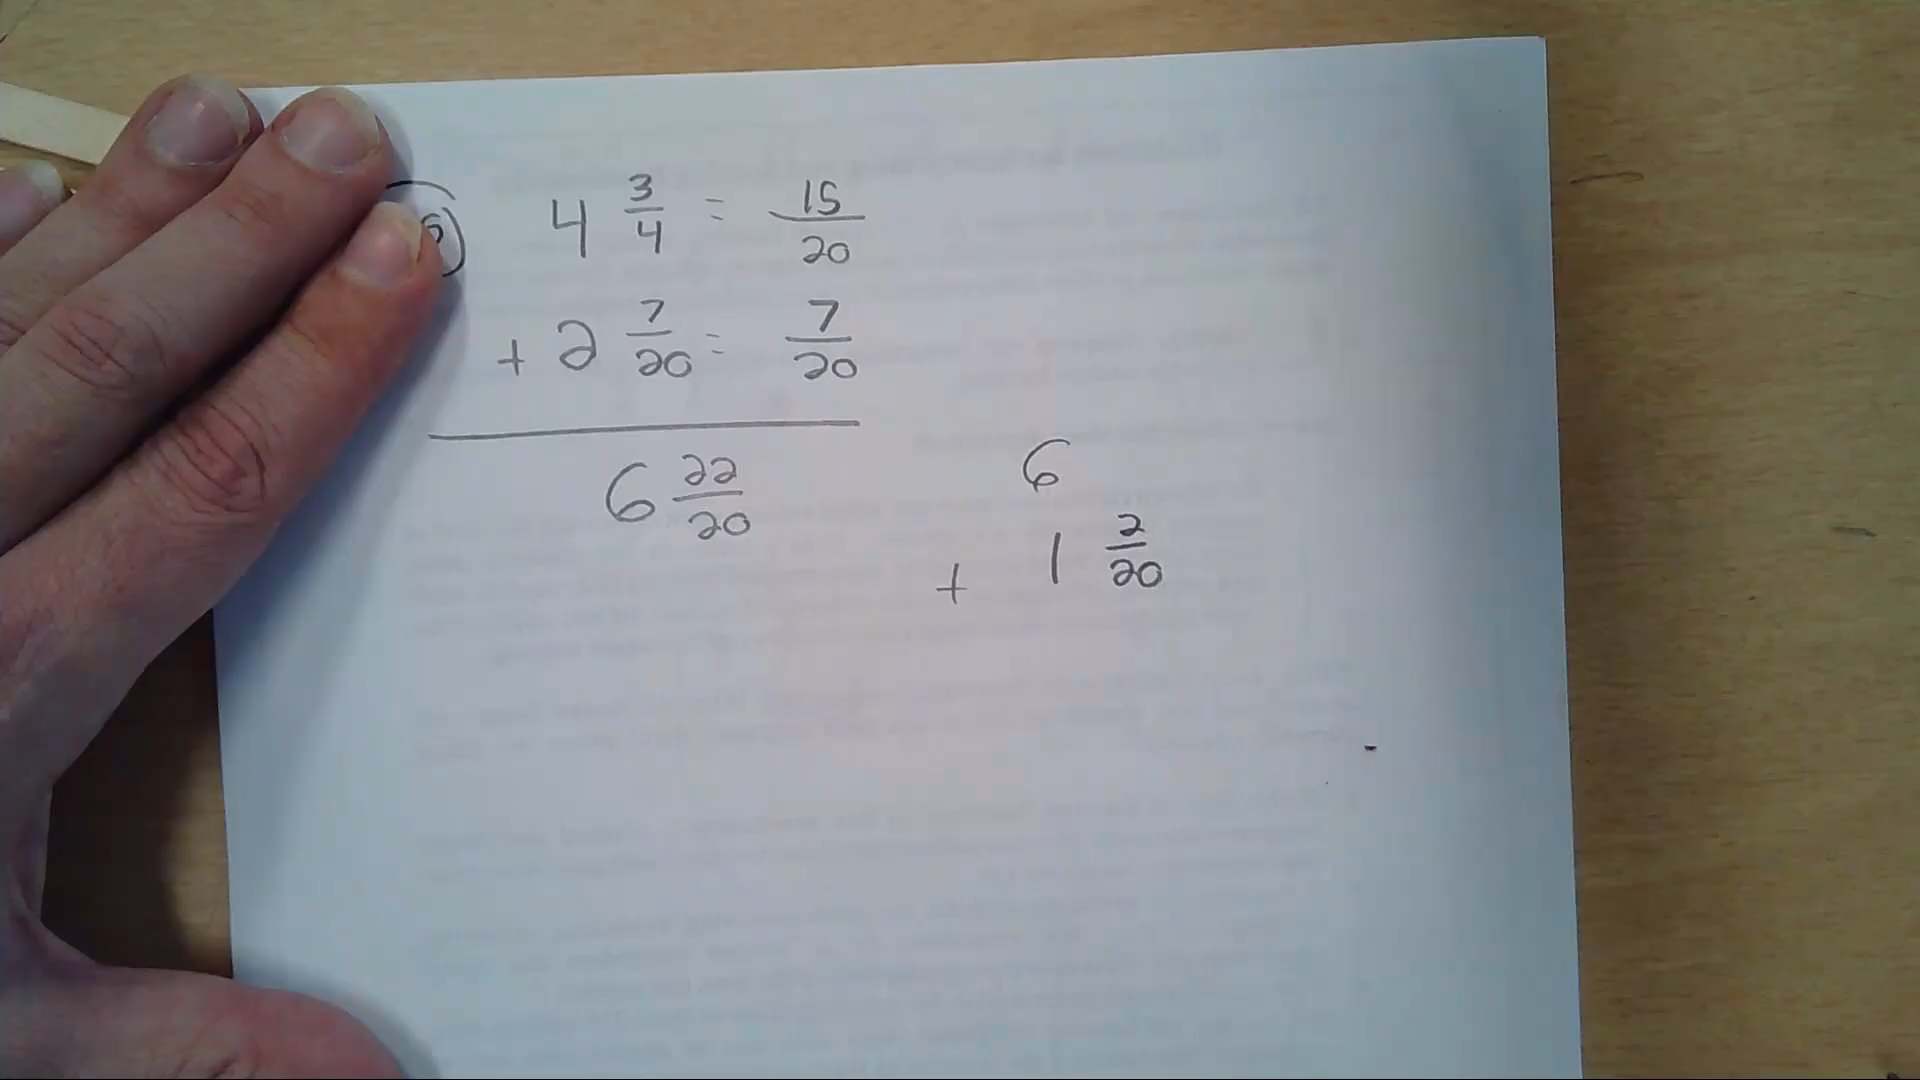 4 3/4 = 15/20
+ 2 7/20 = 7/20
6 22/20
6
+ 1 2/20